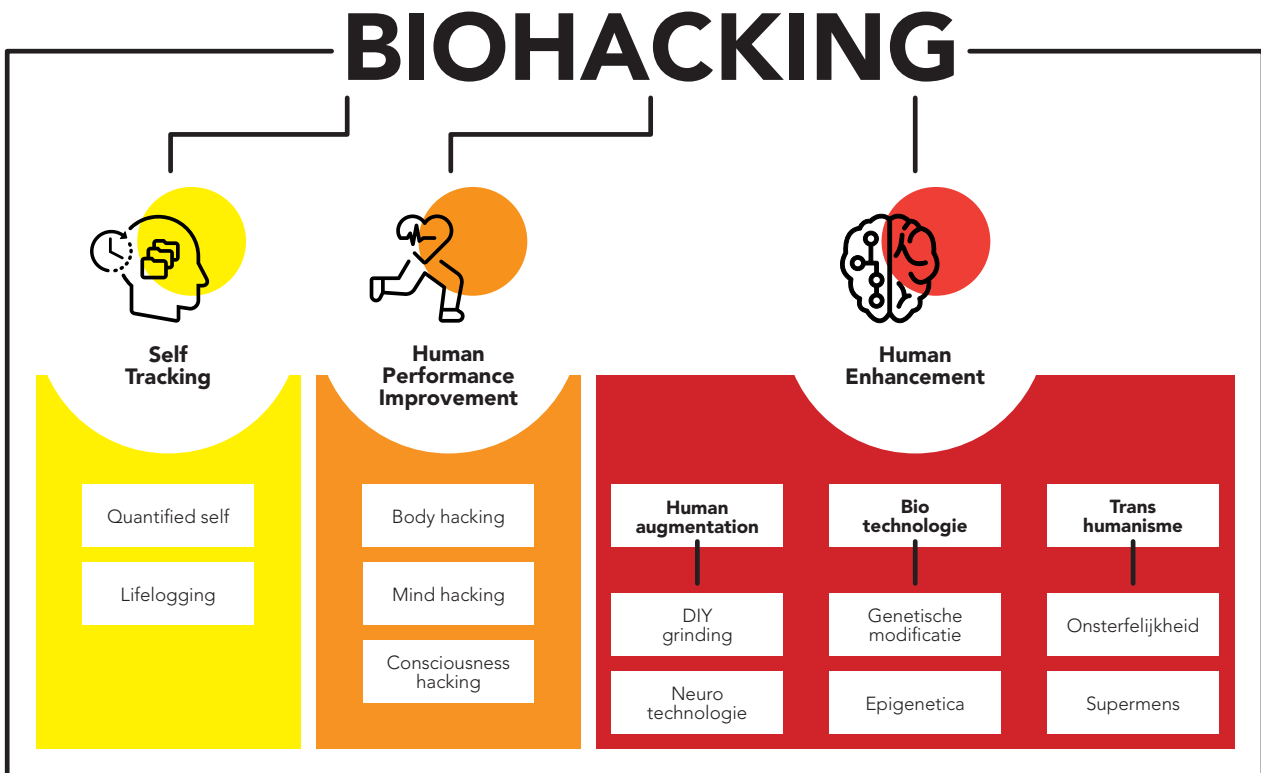 BIOHACKING
Self
Tracking
Human
Performance
Improvement
Human
Enhancement
Quantified self
Lifelogging
Body hacking
Mind hacking
Consciousness
hacking
Human
augmentation
DIY
grinding
Neuro
technologie
Bio
technologie
Genetische
modificatie
Epigenetica
Trans
humanisme
Onsterfelijkheid
Supermens